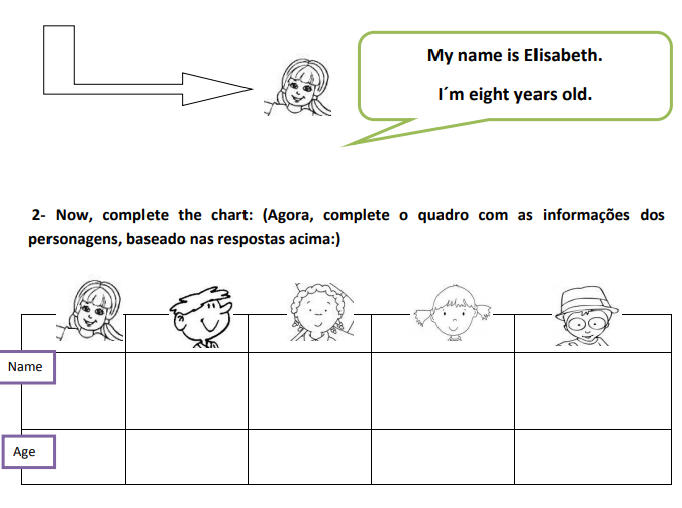 My name is Elisabeth.
I´m eight years old.
2- Now, complete the chart: (Agora, complete o quadro com as informações dos
personagens, baseado nas respostas acima:)
Name
Age